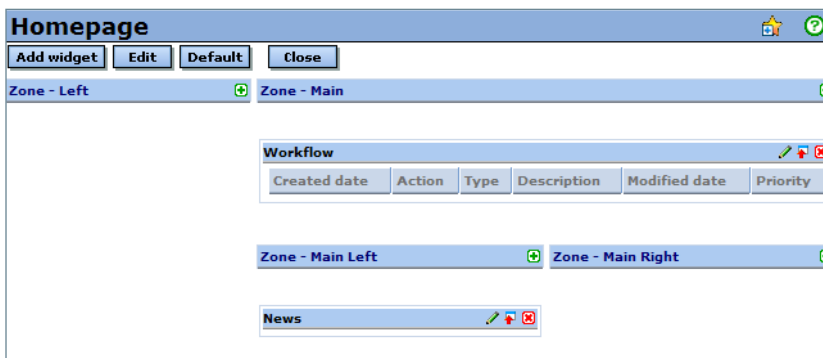 Homepage
Add widget Edit Default Close
Zone - Left Zone - Main
Workflow
Created date Action Type Description Modified date Priority
Zone - Main Left Zone - Main Right
News